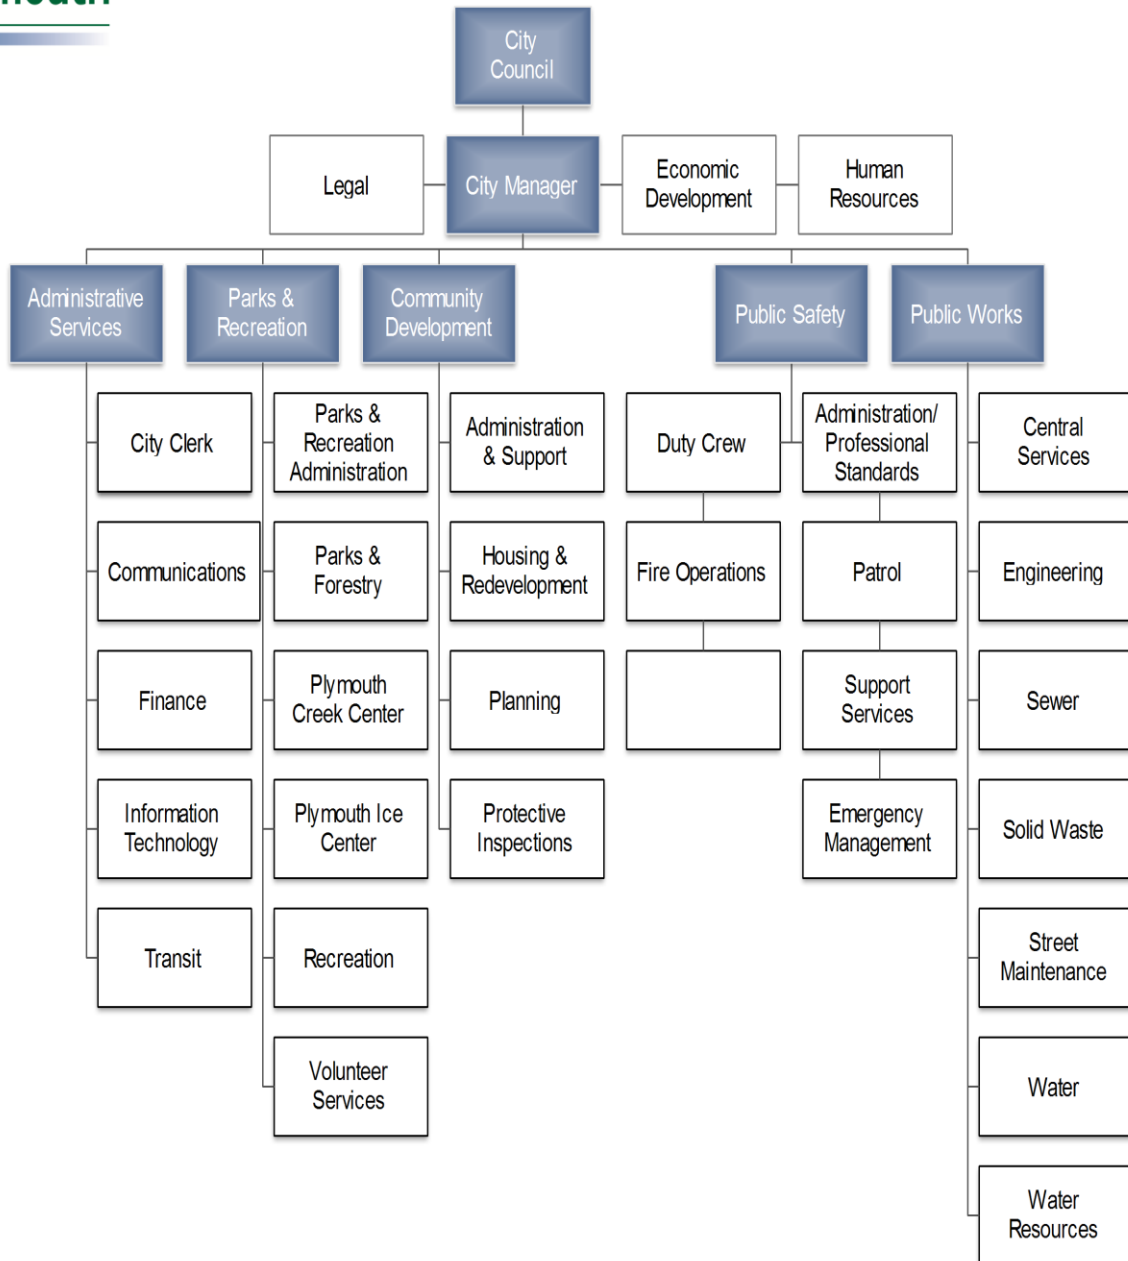 City
Council
Legal
City Manager
Economic
Development
Human
Resources
Administrative
Services
Parks &
Recreation
Community
Development
Public Safety
Public Works
City Clerk
Parks &
Recreation
Administration
Administration
& Support
Duty Crew
Administration/
Professional
Standards
Central
Services
Communications
Parks &
Forestry
Housing &
Redevelopment
Fire Operations
Patrol
Engineering
Finance
Plymouth
Creek Center
Planning
Support
Services
Sewer
Information
Technology
Plymouth Ice
Center
Protective
Inspections
Emergency
Management
Solid Waste
Transit
Recreation
Street
Maintenance
Volunteer
Services
Water
Water
Resources